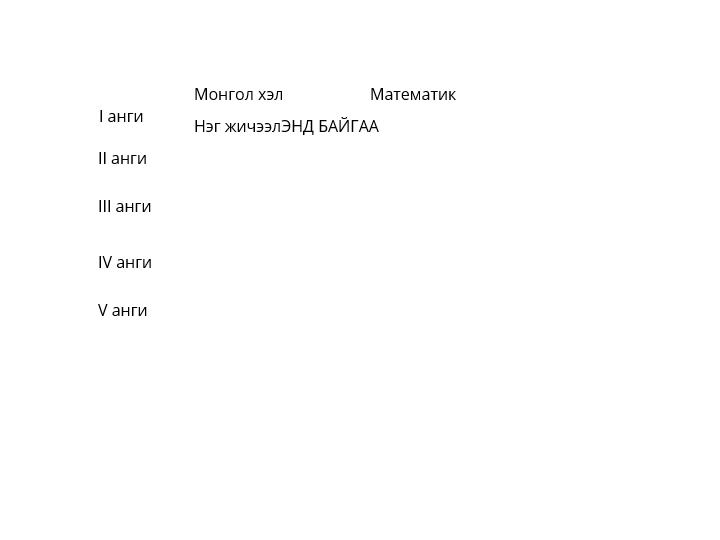 Монгол хэл Математик
I анги
Нэг жичээлЭНД БАЙГАА
II анги
III анги
IV анги
V анги